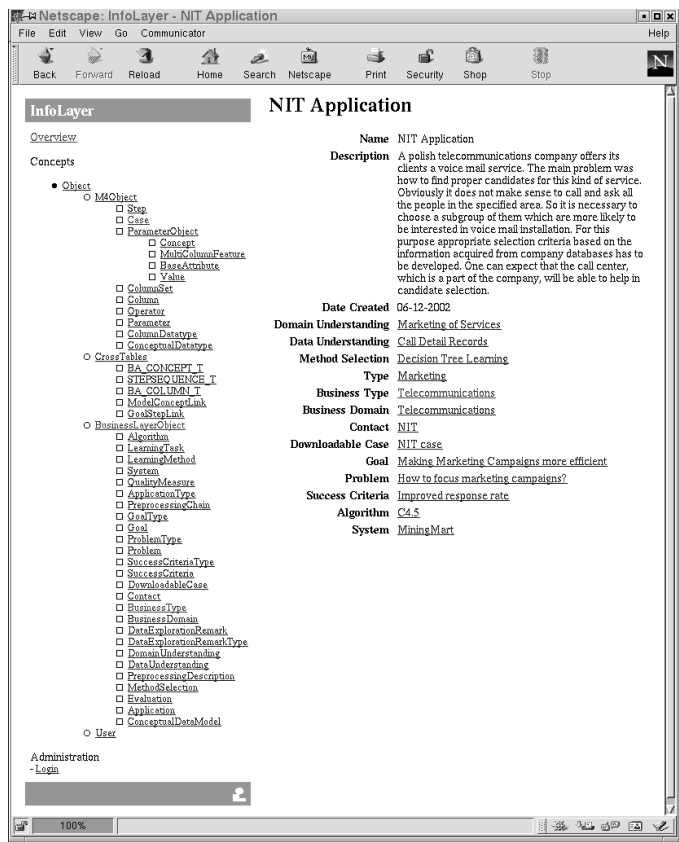 Netscape: InfoLayer - NIT Application
File Edit View Go Communicator Help
Back Forward Reload Home Search Netscape Print Security Shop Stop
N
InfoLayer
Overview
Concepts
Object
M4Object
Step
Case
ParameterObject
Concept
MultiColumnFeature
BaseAttribute
Value
ColumnSet
Column
Operator
Parameter
ColumnDatatype
ConceptualDatatype
CrossTables
BA_CONCEPT_T
STEPSEQUENCE_T
BA_COLUMN_T
ModelConceptLink
GoalStepLink
BusinessLayerObject
Algorithm
LearningTask
LearningMethod
System
QualityMeasure
ApplicationType
PreprocessingChain
GoalType
Goal
ProblemType
Problem
SuccessCriteriaType
SuccessCriteria
DownloadableCase
Contact
BusinessType
BusinessDomain
DataExplorationRemark
DataExplorationRemarkType
DomainUnderstanding
DataUnderstanding
PreprocessingDescription
MethodSelection
Evaluation
Application
ConceptualDataModel
User
Administration
- Login
NIT Application
Name NIT Application
Description A polish telecommunications company offers its
clients a voice mail service. The main problem was
how to find proper candidates for this kind of service.
Obviously it does not make sense to call and ask all
the people in the specified area. So it is necessary to
choose a subgroup of them which are more likely to
be interested in voice mail installation. For this
purpose appropriate selection criteria based on the
information acquired from company databases has to
be developed. One can expect that the call center,
which is a part of the company, will be able to help in
candidate selection.
Date Created 06-12-2002
Domain Understanding Marketing of Services
Data Understanding Call Detail Records
Method Selection Decision Tree Learning
Type Marketing
Business Type Telecommunications
Business Domain Telecommunications
Contact NIT
Downloadable Case NIT case
Goal Making Marketing Campaigns more efficient
Problem How to focus marketing campaigns?
Success Criteria Improved response rate
Algorithm C4.5
System MiningMart
100%